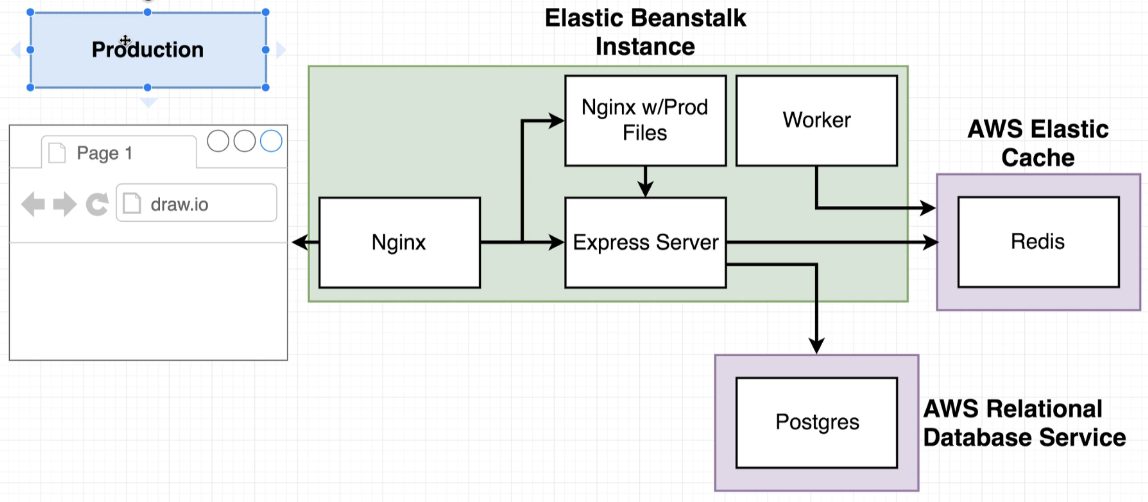 Production
Page 1
draw.io
Elastic Beanstalk
Instance
Nginx
Nginx w/Prod
Files
Worker
Express Server
AWS Elastic
Cache
Redis
Postgres
AWS Relational
Database Service